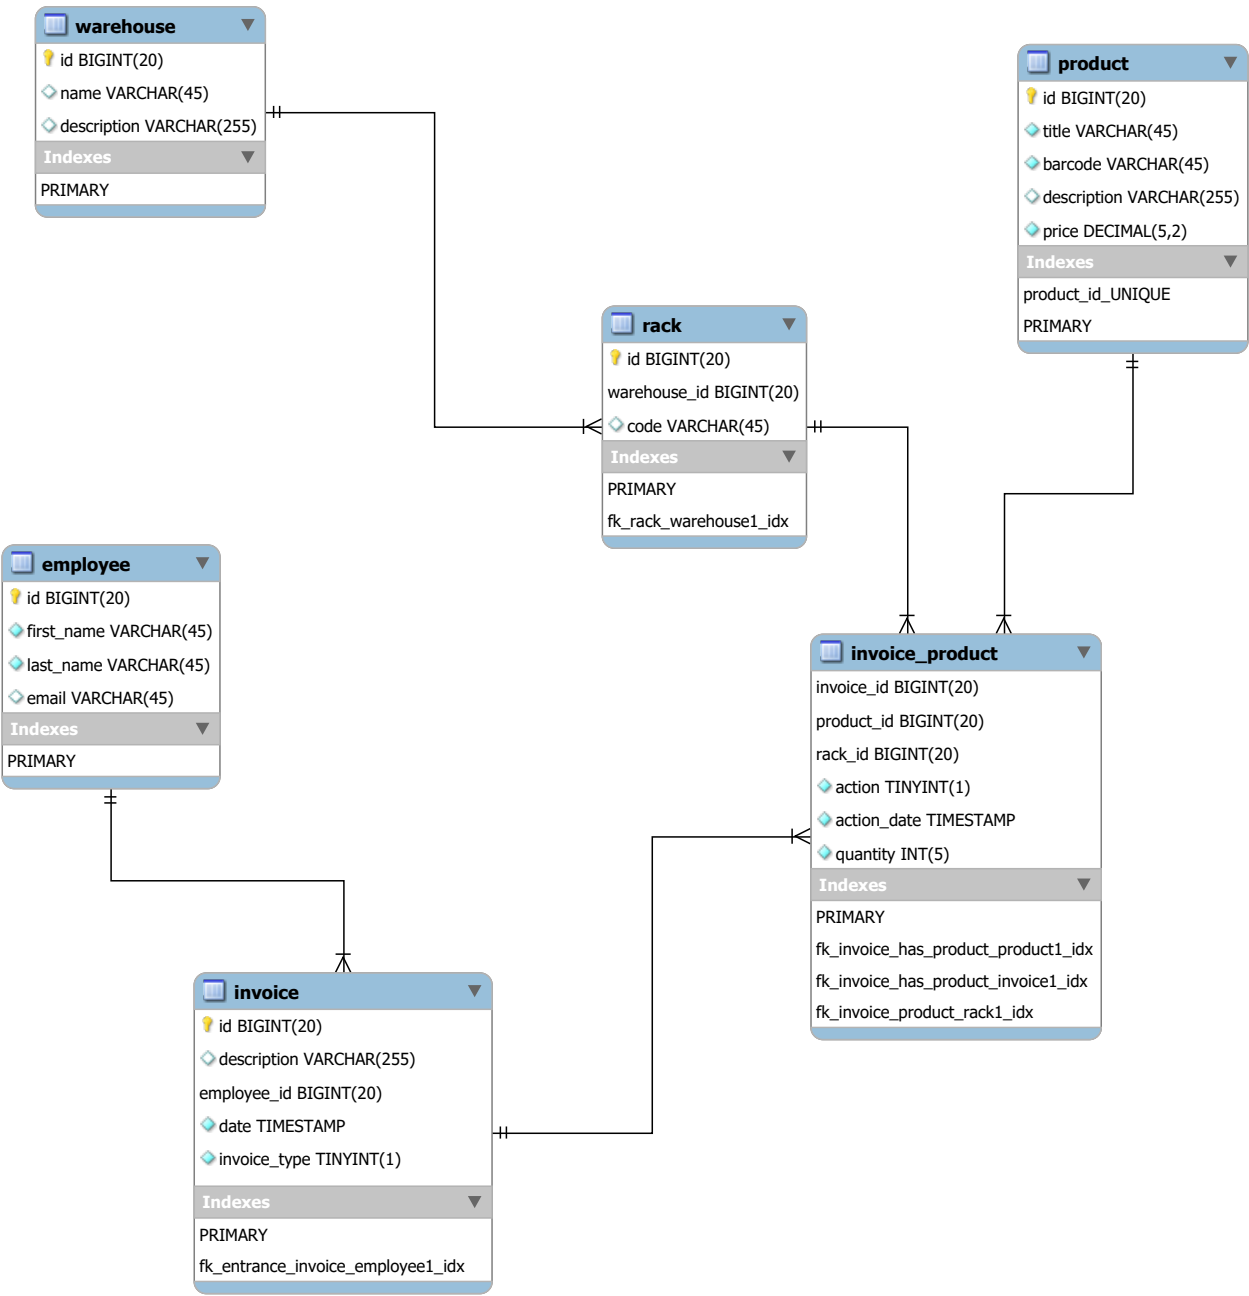 warehouse
id BIGINT(20)
name VARCHAR(45)
description VARCHAR(255)
Indexes
PRIMARY
product
id BIGINT(20)
title VARCHAR(45)
barcode VARCHAR(45)
description VARCHAR(255)
price DECIMAL(5,2)
Indexes
product_id_UNIQUE
PRIMARY
rack
id BIGINT(20)
warehouse_id BIGINT(20)
code VARCHAR(45)
Indexes
PRIMARY
fk_rack_warehouse1_idx
employee
id BIGINT(20)
first_name VARCHAR(45)
last_name VARCHAR(45)
email VARCHAR(45)
Indexes
PRIMARY
invoice_product
invoice_id BIGINT(20)
product_id BIGINT(20)
rack_id BIGINT(20)
action TINYINT(1)
action_date TIMESTAMP
quantity INT(5)
Indexes
PRIMARY
fk_invoice_has_product_product1_idx
fk_invoice_has_product_invoice1_idx
fk_invoice_product_rack1_idx
invoice
id BIGINT(20)
description VARCHAR(255)
employee_id BIGINT(20)
date TIMESTAMP
invoice_type TINYINT(1)
Indexes
PRIMARY
fk_entrance_invoice_employee1_idx